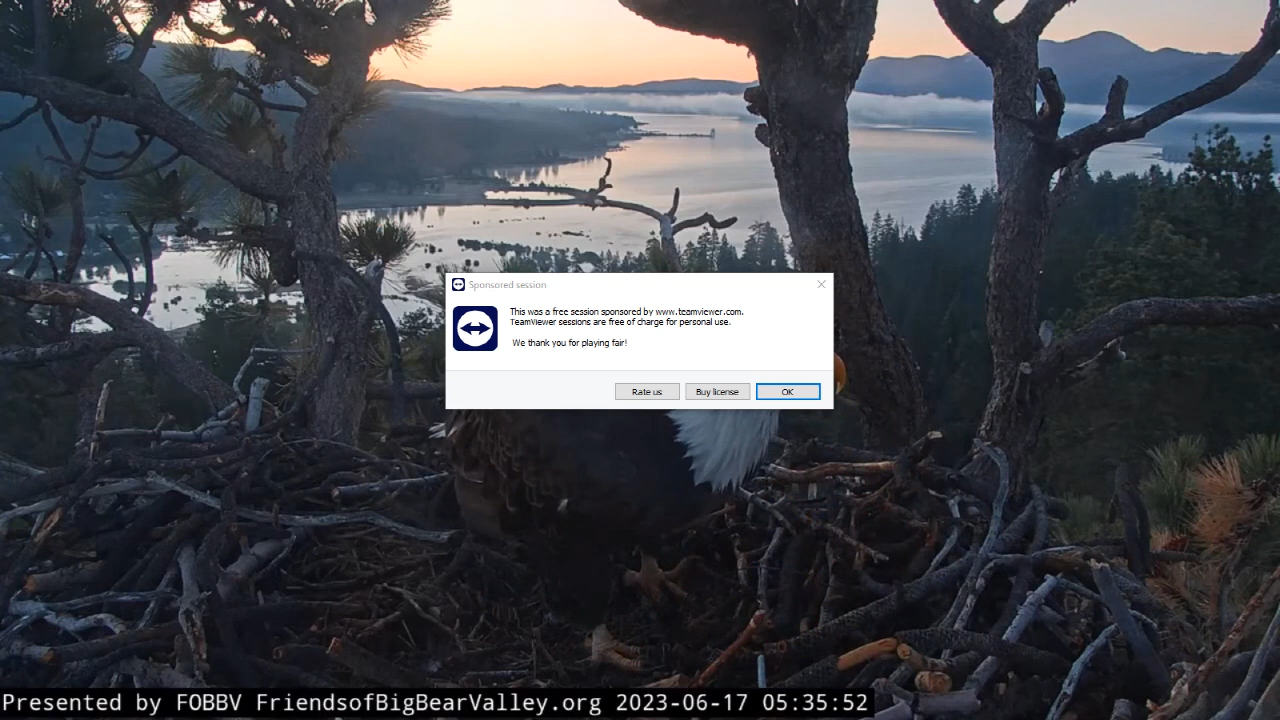 Sponsored session
This was a free session sponsored by www.teamviewer.com.
TeamViewer sessions are free of charge for personal use.
We thank you for playing fair!
Rate us
Buy license
OK
Presented by FOBBV FriendsofBigBearValley.org 2023-06-17 05:35:52